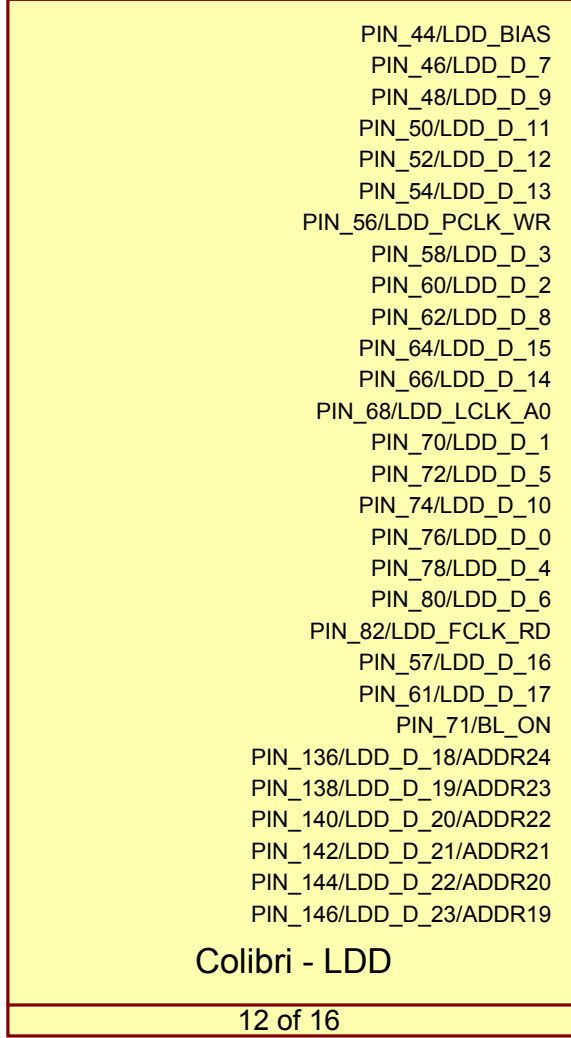 PIN_44/LDD_BIAS
PIN_46/LDD_D_7
PIN_48/LDD_D_9
PIN_50/LDD_D_11
PIN_52/LDD_D_12
PIN_54/LDD_D_13
PIN_56/LDD_PCLK_WR
PIN_58/LDD_D_3
PIN_60/LDD_D_2
PIN_62/LDD_D_8
PIN_64/LDD_D_15
PIN_66/LDD_D_14
PIN_68/LDD_LCLK_A0
PIN_70/LDD_D_1
PIN_72/LDD_D_5
PIN_74/LDD_D_10
PIN_76/LDD_D_0
PIN_78/LDD_D_4
PIN_80/LDD_D_6
PIN_82/LDD_FCLK_RD
PIN_57/LDD_D_16
PIN_61/LDD_D_17
PIN_71/BL_ON
PIN_136/LDD_D_18/ADDR24
PIN_138/LDD_D_19/ADDR23
PIN_140/LDD_D_20/ADDR22
PIN_142/LDD_D_21/ADDR21
PIN_144/LDD_D_22/ADDR20
PIN_146/LDD_D_23/ADDR19
Colibri - LDD
12 of 16